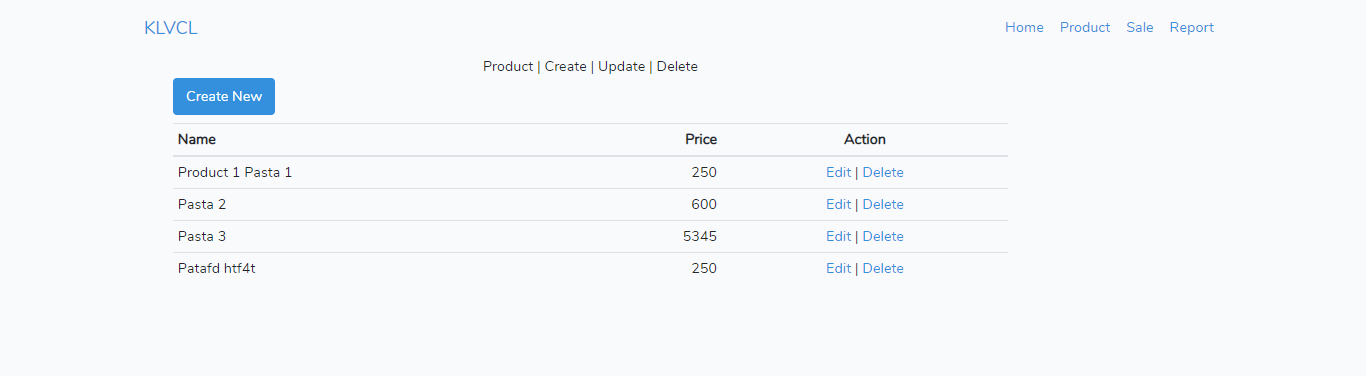 KLVCL Home Product Sale Report
Product | Create | Update | Delete
Create New
Name Price Action
Product 1 Pasta 1 250 Edit | Delete
Pasta 2 600 Edit | Delete
Pasta 3 5345 Edit | Delete
Patafd htf4t 250 Edit | Delete